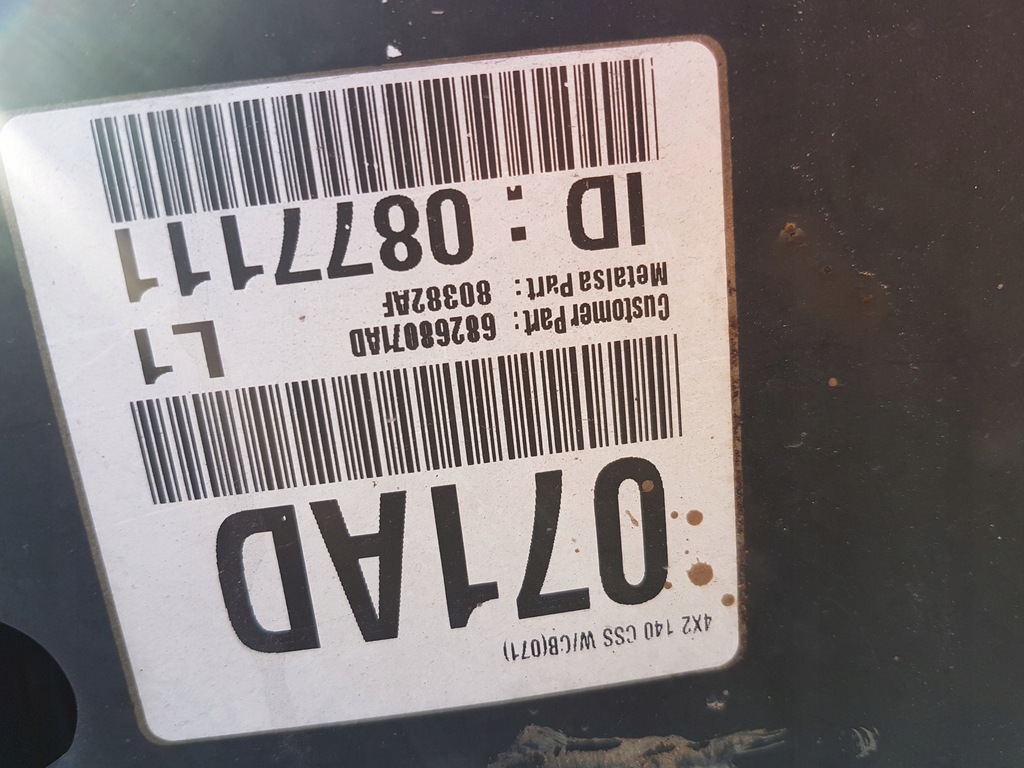 4X2 140 CSS W/CB(071)
071AD
Customer Part: 68268071AD
Metalsa Part: 80382AF
L1
ID: 0877111